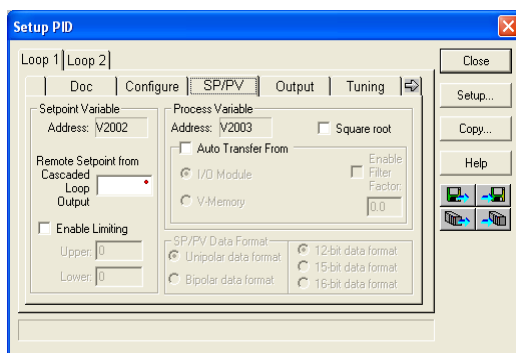 Setup PID
Loop 1 Loop 2
Doc Configure SP/PV Output Tuning
Setpoint Variable
Address: V2002
Remote Setpoint from
Cascaded
Loop
Output
Enable Limiting
Upper: 0
Lower: 0
Process Variable
Address: V2003
Square root
Auto Transfer From
I/O Module
V-Memory
Enable
Filter
Factor:
0.0
SP/PV Data Format
Unipolar data format
Bipolar data format
12-bit data format
15-bit data format
16-bit data format
Close
Setup...
Copy...
Help